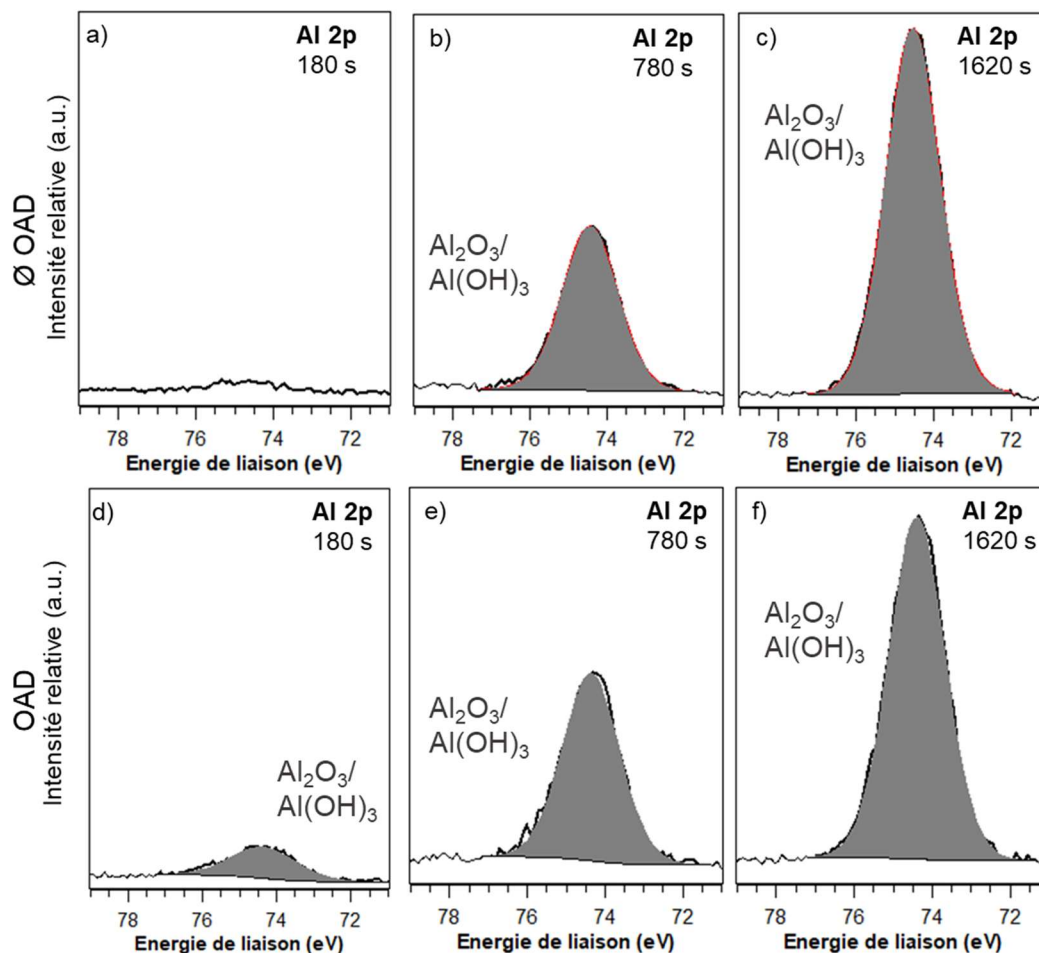 a)
Al 2p
180 s
78 76 74 72
Energie de liaison (eV)
b)
Al 2p
780 s
Al₂O₃/
Al(OH)₃
78 76 74 72
Energie de liaison (eV)
c)
Al 2p
1620 s
Al₂O₃/
Al(OH)₃
78 76 74 72
Energie de liaison (eV)
Ø OAD
Intensité relative (a.u.)
d)
Al 2p
180 s
Al₂O₃/
Al(OH)₃
78 76 74 72
Energie de liaison (eV)
e)
Al 2p
780 s
Al₂O₃/
Al(OH)₃
78 76 74 72
Energie de liaison (eV)
f)
Al 2p
1620 s
Al₂O₃/
Al(OH)₃
78 76 74 72
Energie de liaison (eV)
OAD
Intensité relative (a.u.)